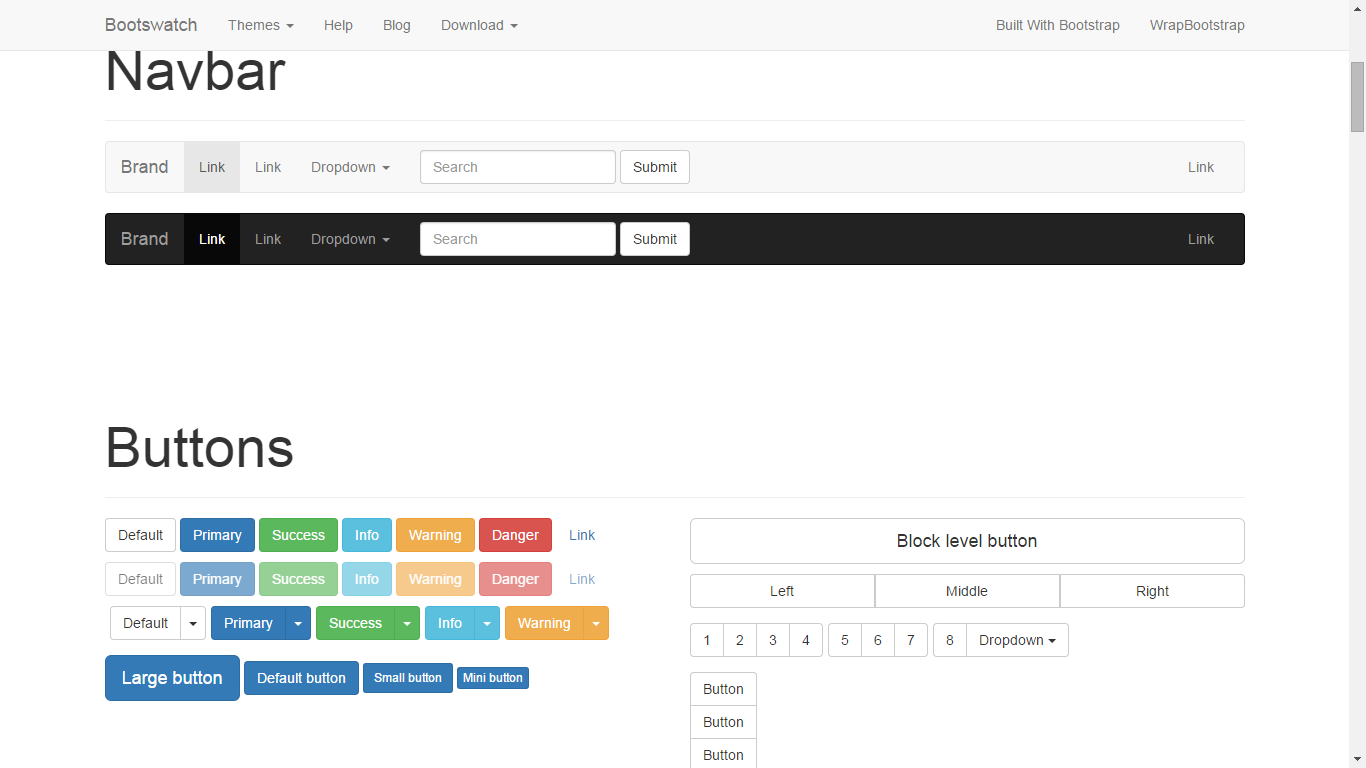 Bootswatch Themes Help Blog Download Built With Bootstrap WrapBootstrap
Navbar
Brand Link Link Dropdown Search Submit Link
Brand Link Link Dropdown Search Submit Link
Buttons
Default Primary Success Info Warning Danger Link
Default Primary Success Info Warning Danger Link
Default Primary Success Info Warning
Large button Default button Small button Mini button
Block level button
Left Middle Right
1 2 3 4 5 6 7 8 Dropdown
Button
Button
Button